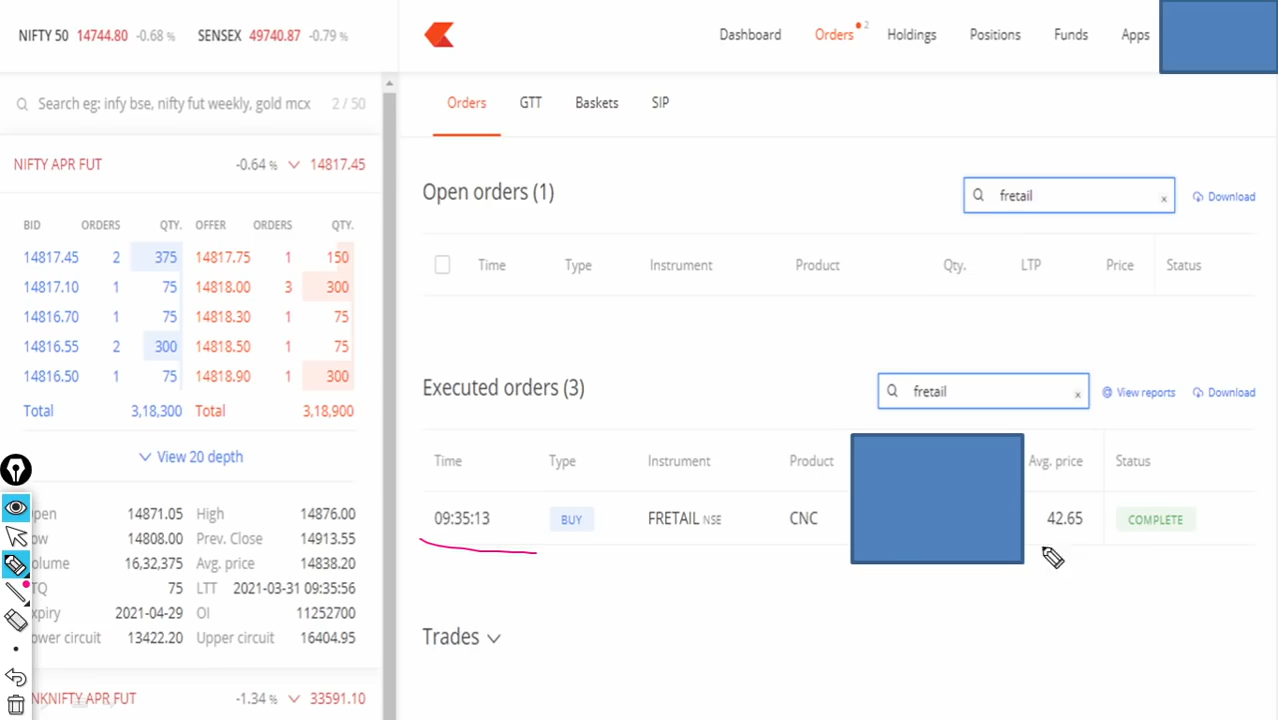 NIFTY 50 14744.80 -0.68 % SENSEX 49740.87 -0.79 %
Dashboard Orders 2 Holdings Positions Funds Apps
Search eg: infy bse, nifty fut weekly, gold mcx 2 / 50
Orders GTT Baskets SIP
NIFTY APR FUT -0.64 % 14817.45
Open orders (1) fretail x Download
BID ORDERS QTY. OFFER ORDERS QTY.
14817.45 2 375 14817.75 1 150
14817.10 1 75 14818.00 3 300
14816.70 1 75 14818.30 1 75
14816.55 2 300 14818.50 1 75
14816.50 1 75 14818.90 1 300
Total 3,18,300 Total 3,18,900
View 20 depth
Time Type Instrument Product Qty. LTP Price Status
Executed orders (3) fretail x View reports Download
Time Type Instrument Product Avg. price Status
09:35:13 BUY FRETAIL NSE CNC 42.65 COMPLETE
Trades
pen 14871.05 High 14876.00
ow 14808.00 Prev. Close 14913.55
olume 16,32,375 Avg. price 14838.20
TQ 75 LTT 2021-03-31 09:35:56
xpiry 2021-04-29 OI 11252700
ower circuit 13422.20 Upper circuit 16404.95
NKNIFTY APR FUT -1.34 % 33591.10